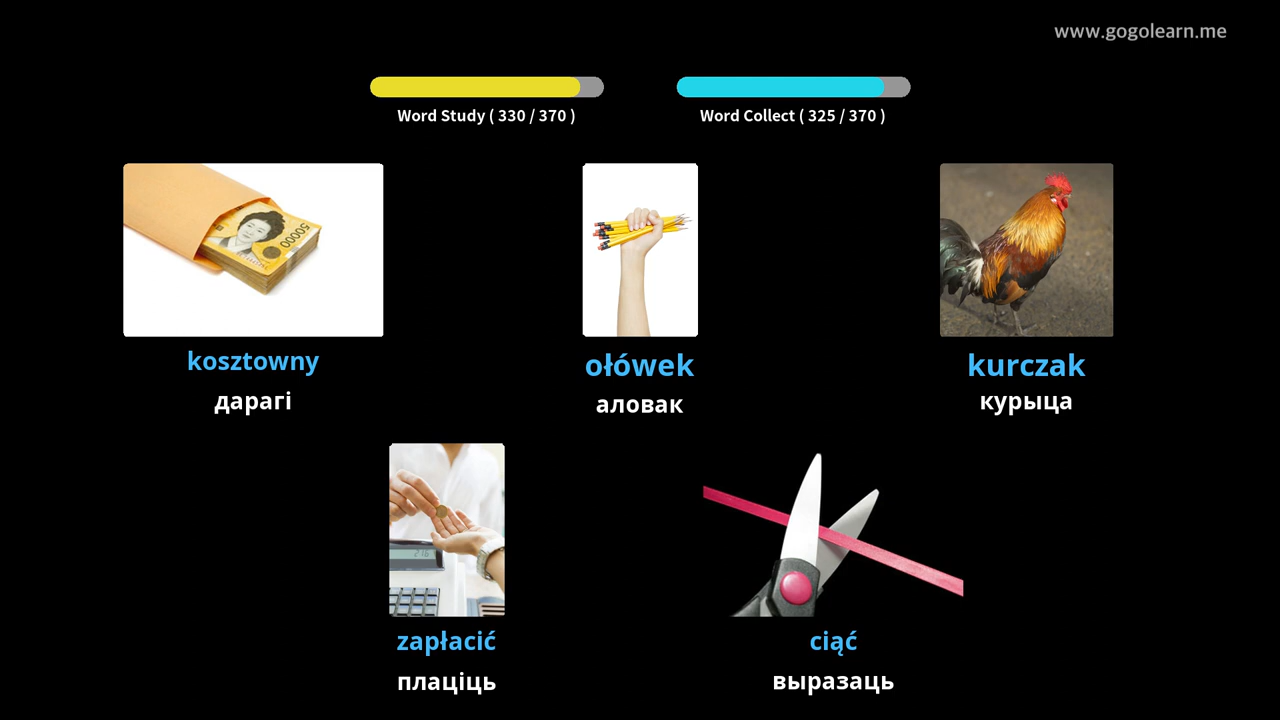 www.gogolearn.me
Word Study ( 330 / 370 )
Word Collect ( 325 / 370 )
50000
kosztowny
дарагі
ołówek
аловак
kurczak
курыца
zapłacić
плаціць
ciąć
выразаць